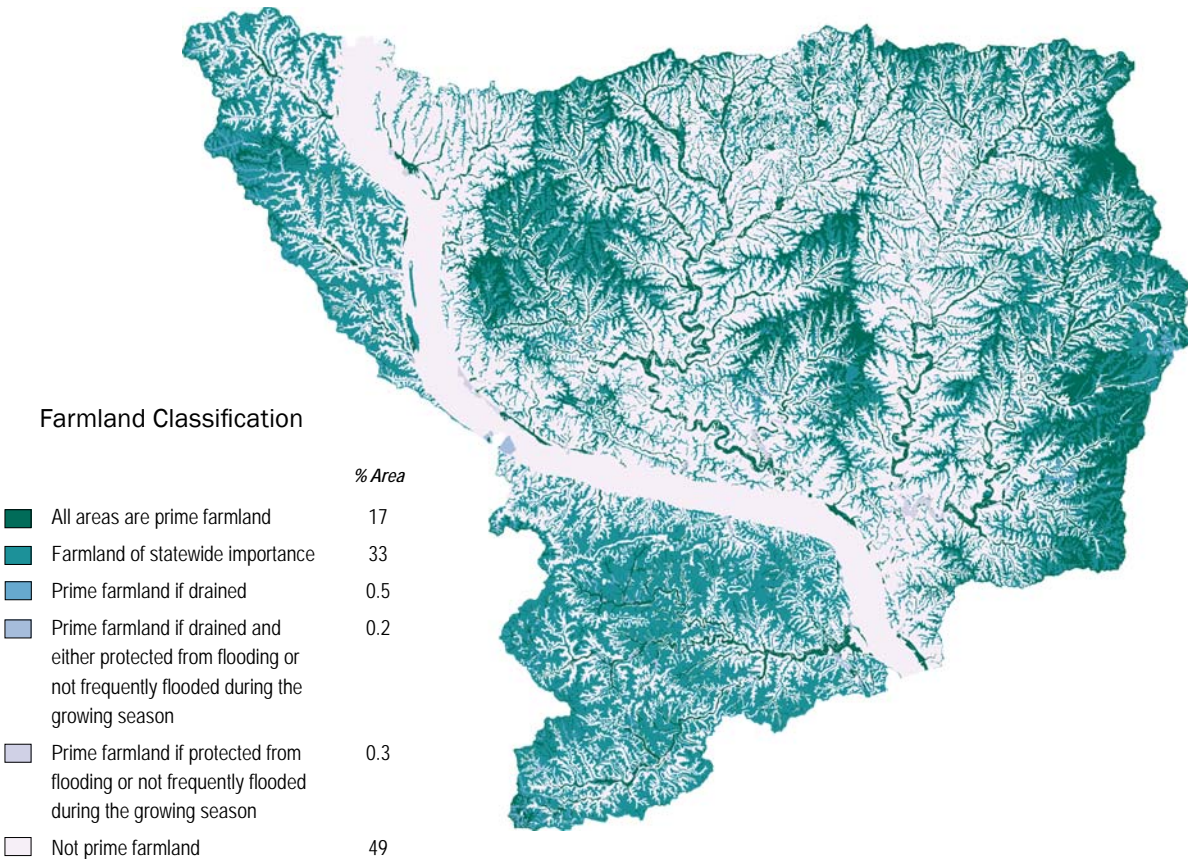 Farmland Classification
% Area
All areas are prime farmland 17
Farmland of statewide importance 33
Prime farmland if drained 0.5
Prime farmland if drained and 0.2
either protected from flooding or
not frequently flooded during the
growing season
Prime farmland if protected from 0.3
flooding or not frequently flooded
during the growing season
Not prime farmland 49